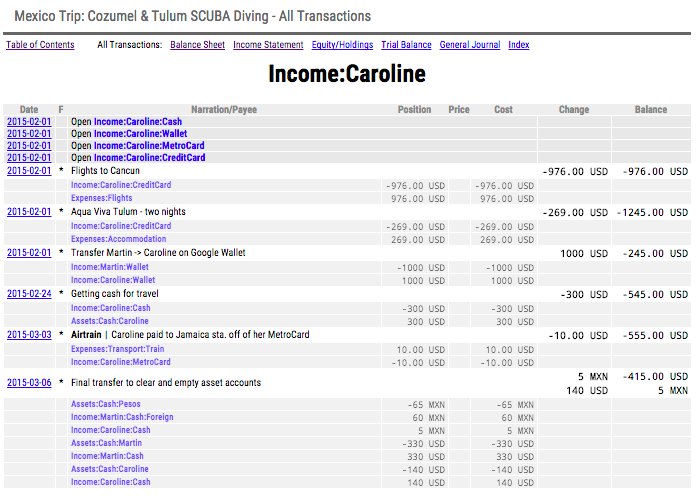 Mexico Trip: Cozumel & Tulum SCUBA Diving - All Transactions
Table of Contents All Transactions: Balance Sheet Income Statement Equity/Holdings Trial Balance General Journal Index
Income:Caroline
Date F Narration/Payee Position Price Cost Change Balance
2015-02-01 Open Income:Caroline:Cash
2015-02-01 Open Income:Caroline:Wallet
2015-02-01 Open Income:Caroline:MetroCard
2015-02-01 Open Income:Caroline:CreditCard
2015-02-01 * Flights to Cancun -976.00 USD -976.00 USD
Income:Caroline:CreditCard -976.00 USD -976.00 USD
Expenses:Flights 976.00 USD 976.00 USD
2015-02-01 * Aqua Viva Tulum - two nights -269.00 USD -1245.00 USD
Income:Caroline:CreditCard -269.00 USD -269.00 USD
Expenses:Accommodation 269.00 USD 269.00 USD
2015-02-01 * Transfer Martin -> Caroline on Google Wallet 1000 USD -245.00 USD
Income:Martin:Wallet -1000 USD -1000 USD
Income:Caroline:Wallet 1000 USD 1000 USD
2015-02-24 * Getting cash for travel -300 USD -545.00 USD
Income:Caroline:Cash -300 USD -300 USD
Assets:Cash:Caroline 300 USD 300 USD
2015-03-03 * Airtrain | Caroline paid to Jamaica sta. off of her MetroCard -10.00 USD -555.00 USD
Expenses:Transport:Train 10.00 USD 10.00 USD
Income:Caroline:MetroCard -10.00 USD -10.00 USD
2015-03-06 * Final transfer to clear and empty asset accounts 5 MXN -415.00 USD
140 USD 5 MXN
Assets:Cash:Pesos -65 MXN -65 MXN
Income:Martin:Cash:Foreign 60 MXN 60 MXN
Income:Caroline:Cash 5 MXN 5 MXN
Assets:Cash:Martin -330 USD -330 USD
Income:Martin:Cash 330 USD 330 USD
Assets:Cash:Caroline -140 USD -140 USD
Income:Caroline:Cash 140 USD 140 USD